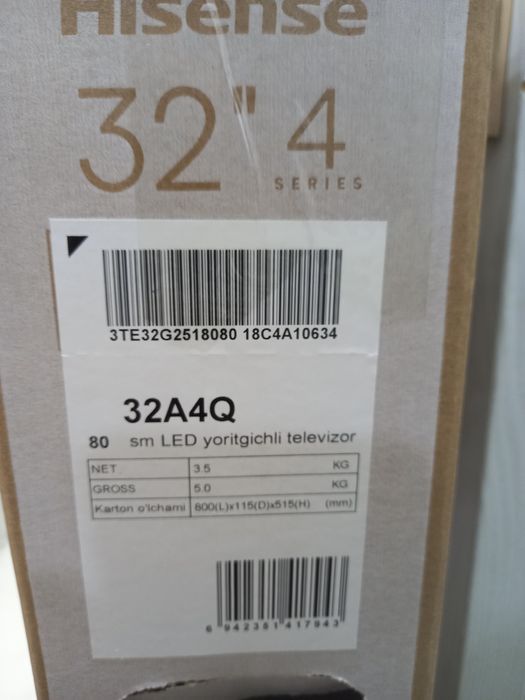 Hisense
32" 4
SERIES
3TE32G2518080 18C4A10634
32A4Q
80 sm LED yoritgichli televizor
NET 3.5 KG
GROSS 5.0 KG
Karton o'lchami 800(L)x115(D)x515(H) (mm)
6 942351 417943